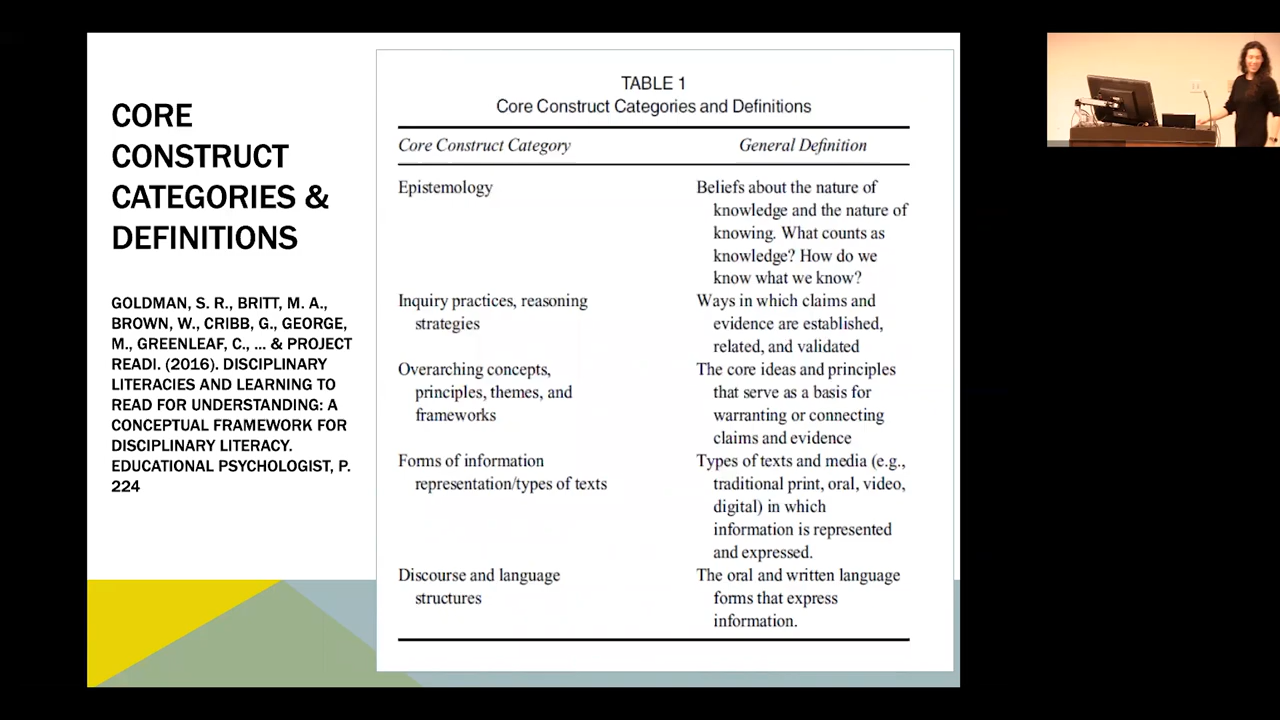 CORE
CONSTRUCT
CATEGORIES &
DEFINITIONS
GOLDMAN, S. R., BRITT, M. A.,
BROWN, W., CRIBB, G., GEORGE,
M., GREENLEAF, C., ... & PROJECT
READI. (2016). DISCIPLINARY
LITERACIES AND LEARNING TO
READ FOR UNDERSTANDING: A
CONCEPTUAL FRAMEWORK FOR
DISCIPLINARY LITERACY.
EDUCATIONAL PSYCHOLOGIST, P.
224
TABLE 1
Core Construct Categories and Definitions
Core Construct Category General Definition
Epistemology Beliefs about the nature of
knowledge and the nature of
knowing. What counts as
knowledge? How do we
know what we know?
Inquiry practices, reasoning Ways in which claims and
strategies evidence are established,
related, and validated
Overarching concepts, The core ideas and principles
principles, themes, and that serve as a basis for
frameworks warranting or connecting
claims and evidence
Forms of information Types of texts and media (e.g.,
representation/types of texts traditional print, oral, video,
digital) in which
information is represented
and expressed.
Discourse and language The oral and written language
structures forms that express
information.